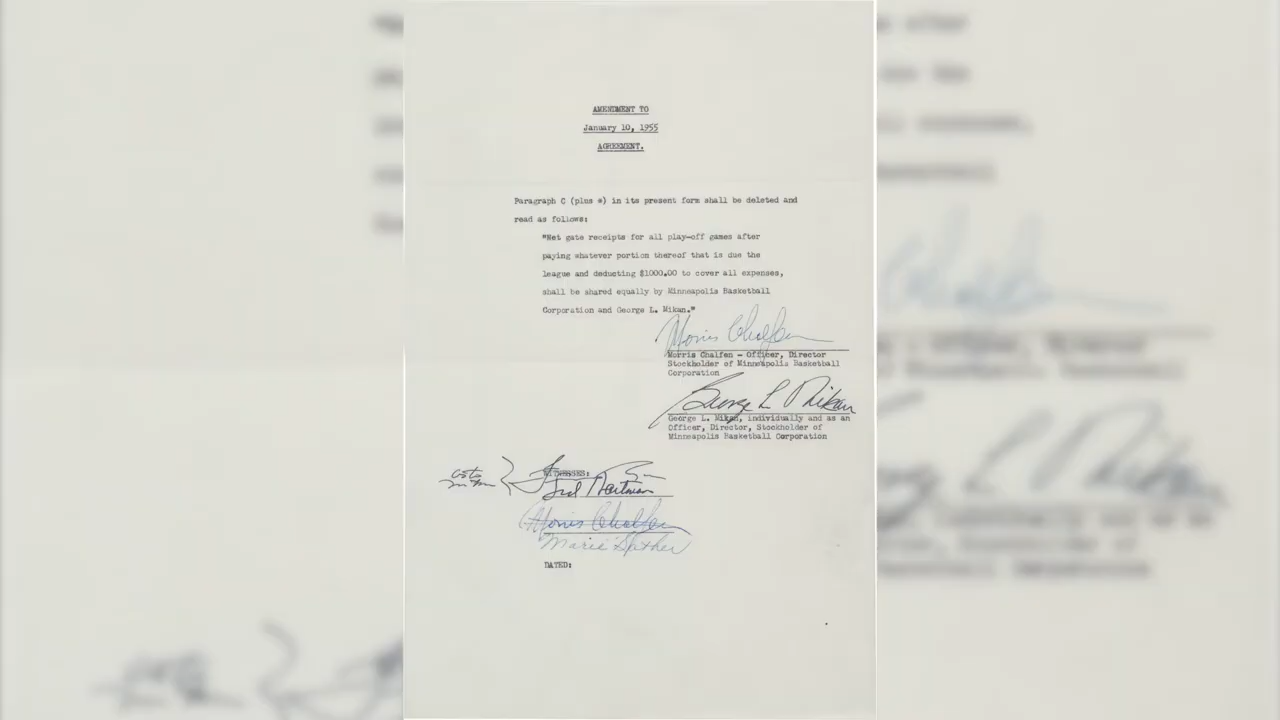 AMENDMENT TO
January 10, 1955
AGREEMENT.
Paragraph C (plus *) in its present form shall be deleted and
read as follows:
"Net gate receipts for all play-off games after
paying whatever portion thereof that is due the
league and deducting $1000.00 to cover all expenses,
shall be shared equally by Minneapolis Basketball
Corporation and George L. Mikan."
Morris Chalfen
Morris Chalfen - Officer, Director
Stockholder of Minneapolis Basketball
Corporation
George L Mikan
George L. Mikan, individually and as an
Officer, Director, Stockholder of
Minneapolis Basketball Corporation
WITNESSES:
Sid Hartman
Morris Chalfen
Marie
DATED: